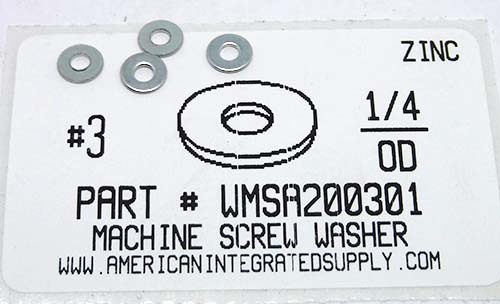 ZINC
#3
1/4
OD
PART # WMSA200301
MACHINE SCREW WASHER
WWW.AMERICANINTEGRATEDSUPPLY.COM